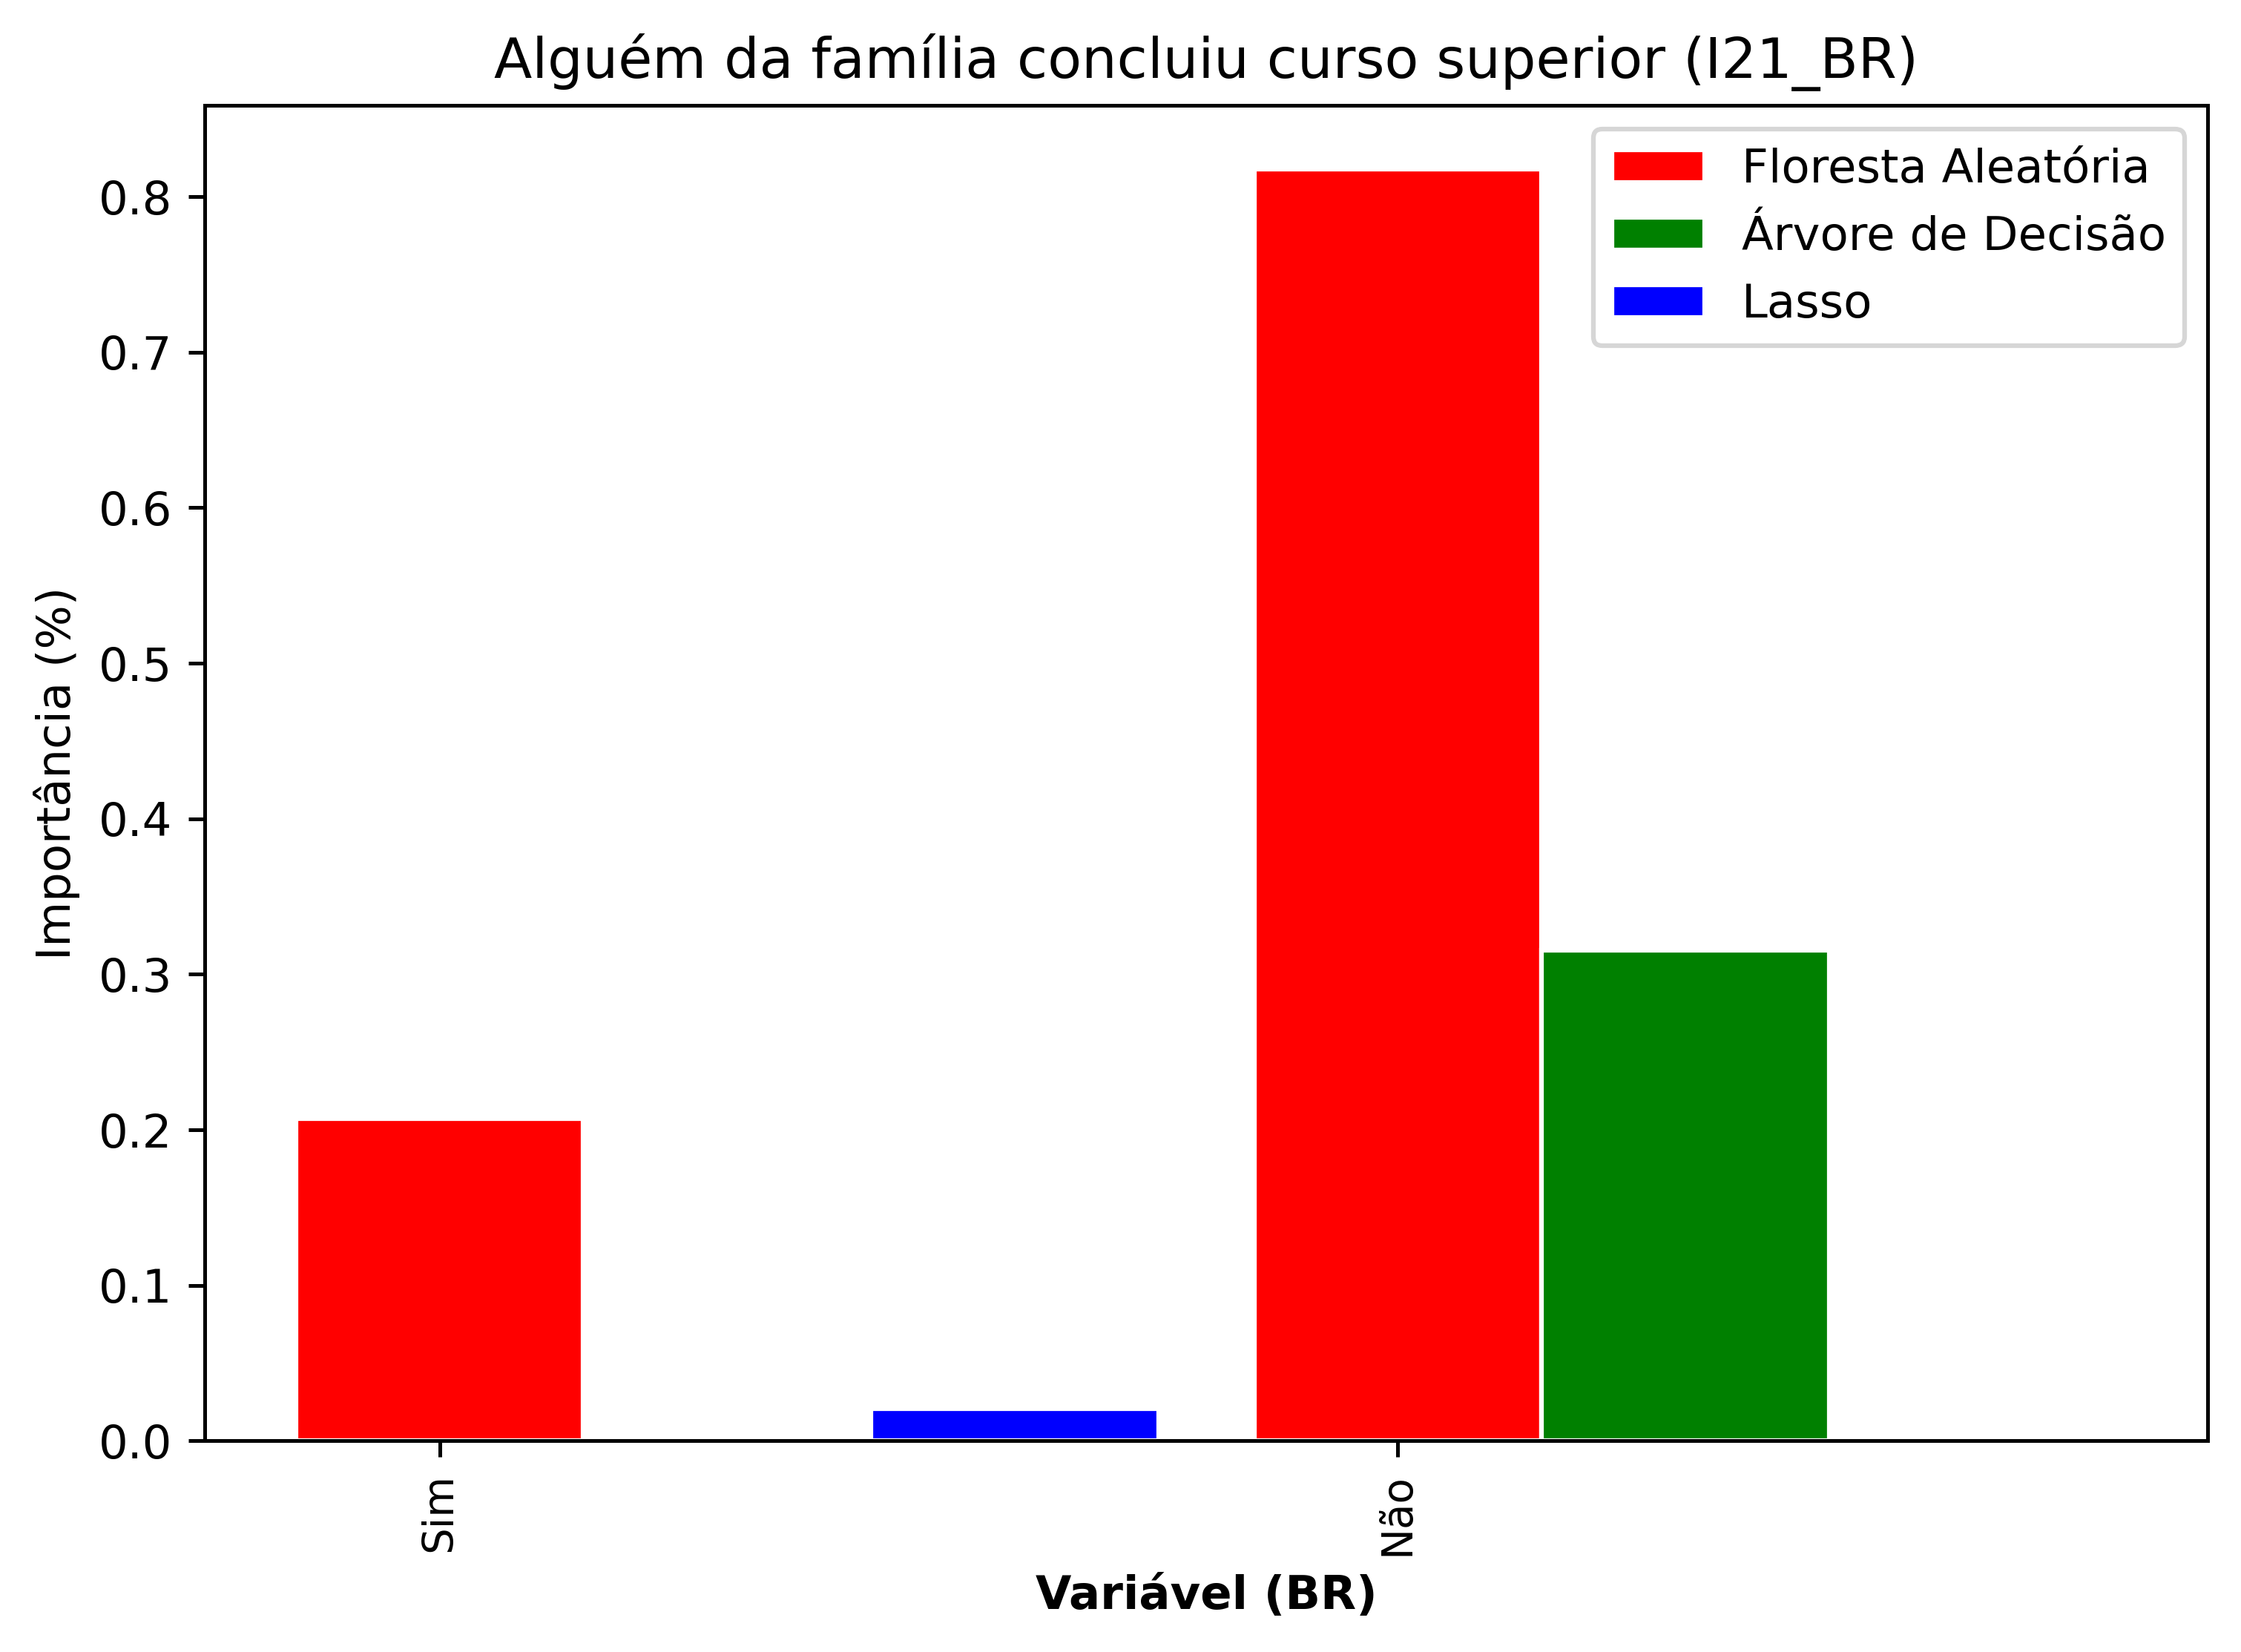 Alguém da família concluiu curso superior (I21_BR)
Floresta Aleatória
Árvore de Decisão
Lasso
Importância (%)
0.8
0.7
0.6
0.5
0.4
0.3
0.2
0.1
0.0
Sim
Não
Variável (BR)